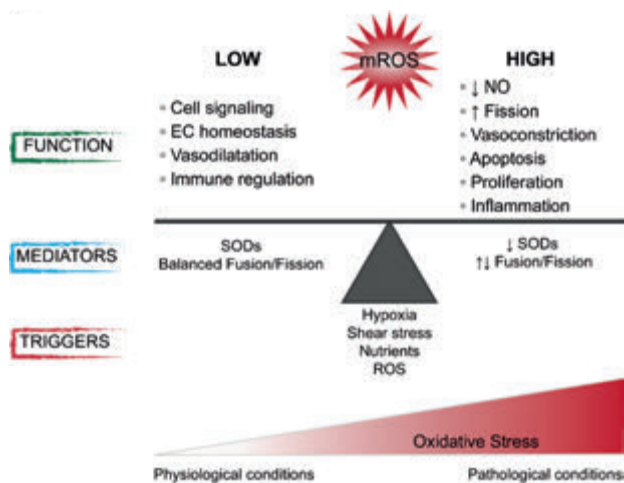 mROS
LOW
HIGH
FUNCTION
• Cell signaling
• EC homeostasis
• Vasodilatation
• Immune regulation
• ↓ NO
• ↑ Fission
• Vasoconstriction
• Apoptosis
• Proliferation
• Inflammation
MEDIATORS
SODs
Balanced Fusion/Fission
↓ SODs
↑↓ Fusion/Fission
TRIGGERS
Hypoxia
Shear stress
Nutrients
ROS
Oxidative Stress
Physiological conditions
Pathological conditions